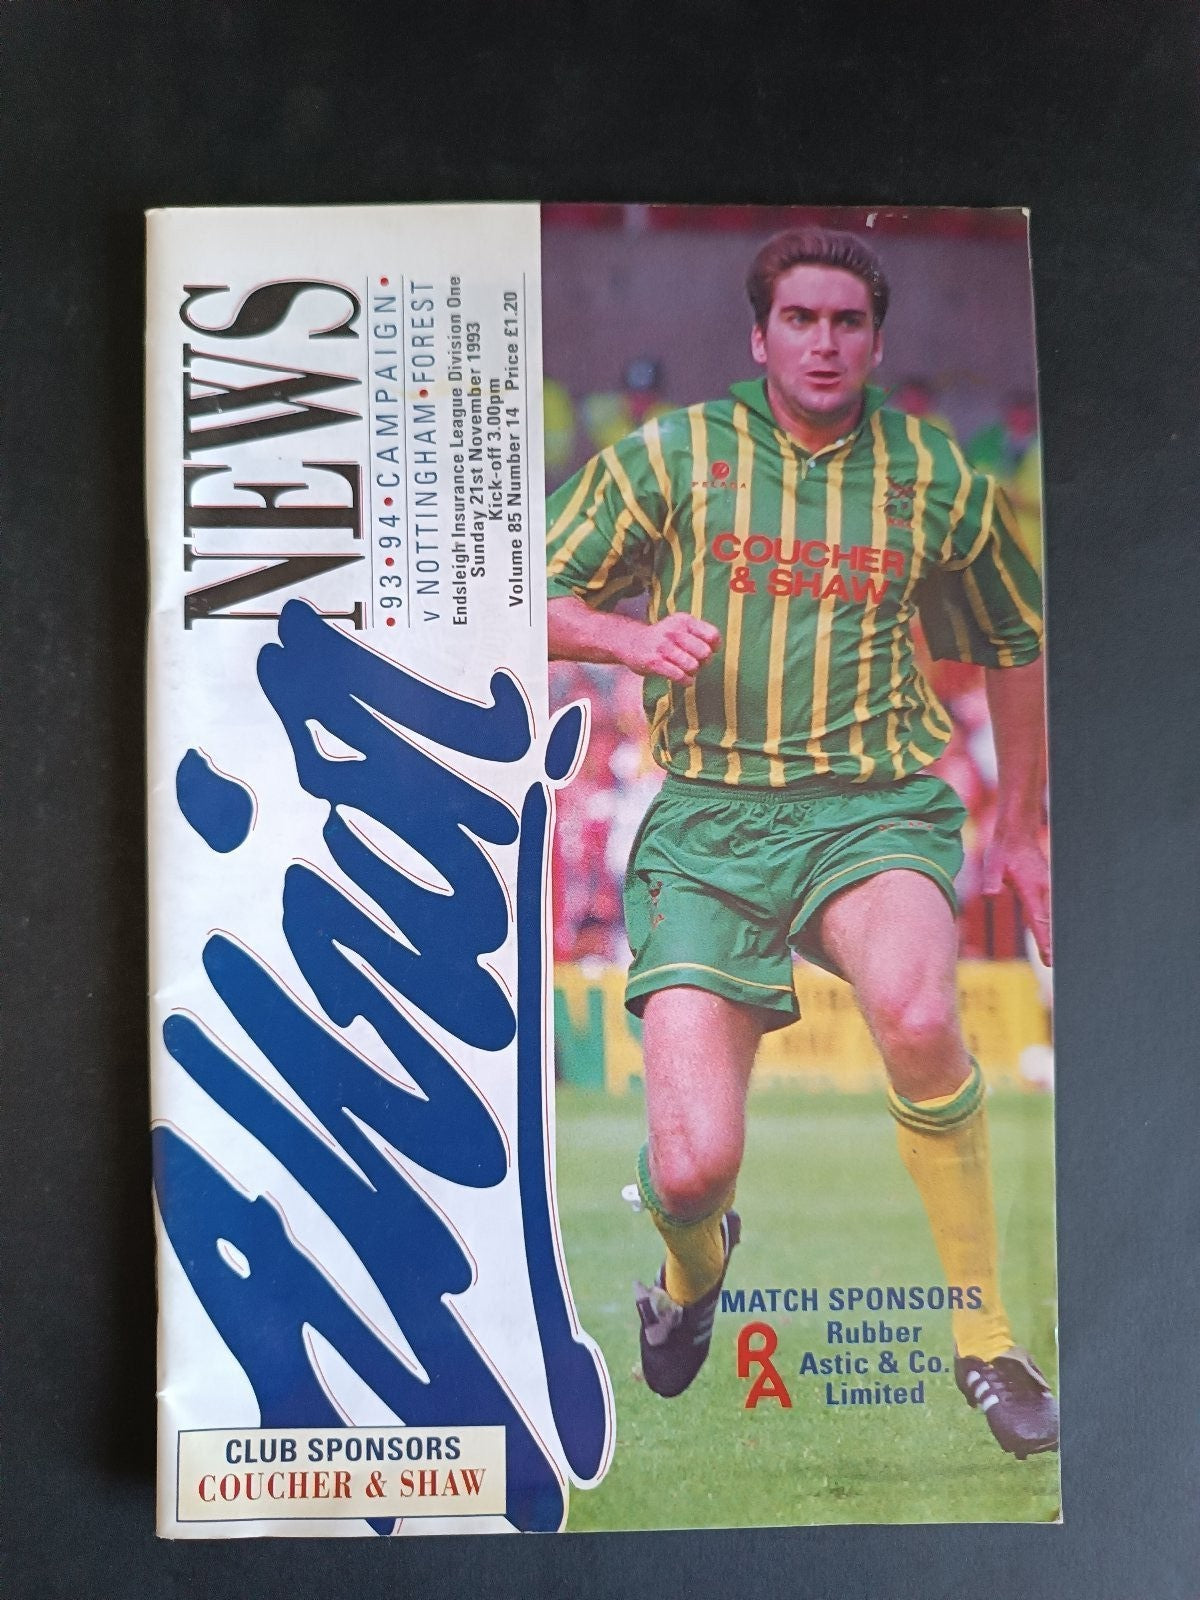 Albion
NEWS
•93•94•CAMPAIGN•
v NOTTINGHAM•FOREST
Endsleigh Insurance League Division One
Sunday 21st November 1993
Kick-off 3.00pm
Volume 85 Number 14 Price £1.20
PELADA
COUCHER
& SHAW
MATCH SPONSORS
RA
Rubber
Astic & Co.
Limited
CLUB SPONSORS
COUCHER & SHAW